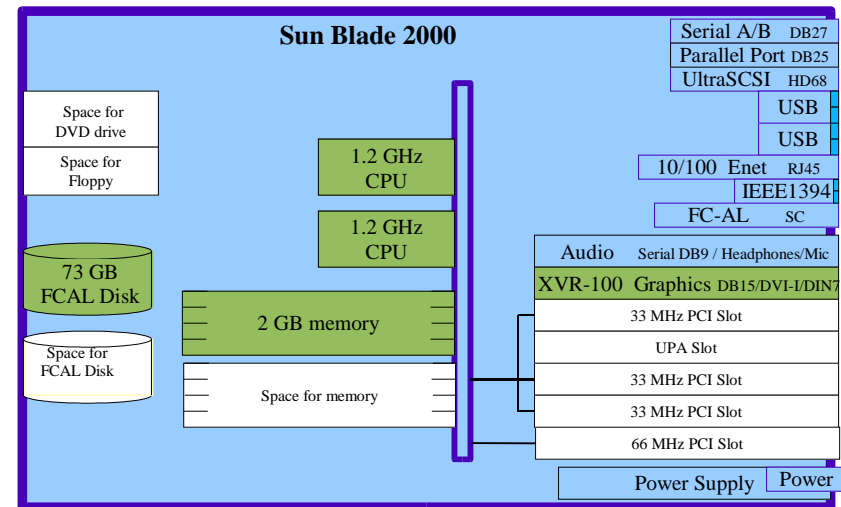 Sun Blade 2000
Serial A/B DB27
Parallel Port DB25
UltraSCSI HD68
USB
USB
10/100 Enet RJ45
IEEE1394
FC-AL SC
Space for
DVD drive
Space for
Floppy
1.2 GHz
CPU
1.2 GHz
CPU
73 GB
FCAL Disk
Space for
FCAL Disk
2 GB memory
Space for memory
Audio Serial DB9 / Headphones/Mic
XVR-100 Graphics DB15/DVI-I/DIN7
33 MHz PCI Slot
UPA Slot
33 MHz PCI Slot
33 MHz PCI Slot
66 MHz PCI Slot
Power Supply Power